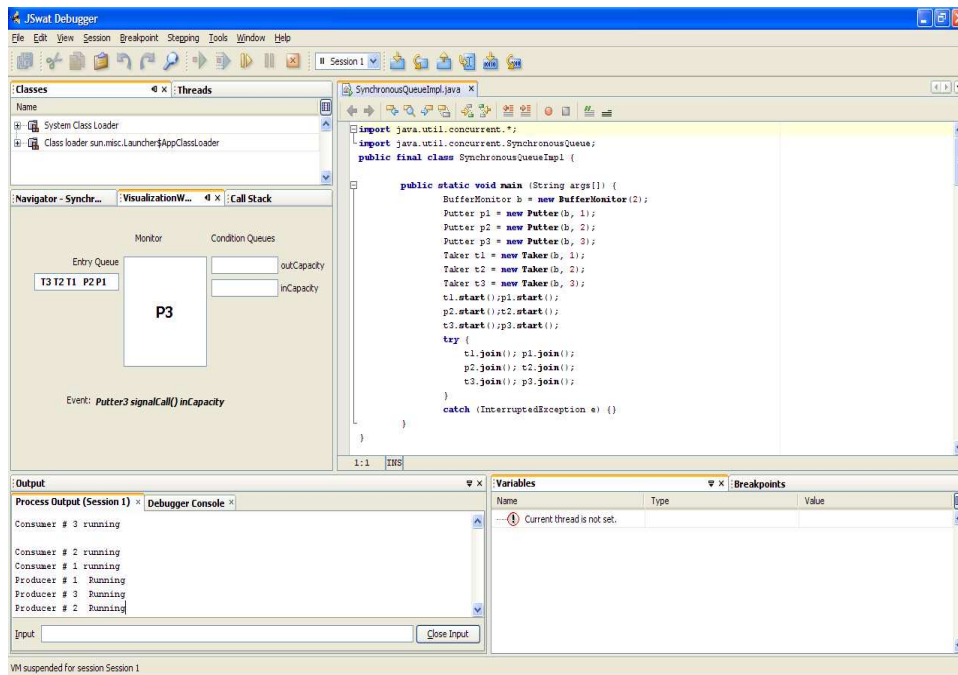 JSwat Debugger
File Edit View Session Breakpoint Stepping Tools Window Help
Session 1
Classes
Threads
Name
System Class Loader
Class loader sun.misc.Launcher$AppClassLoader
Navigator - Synchr...
VisualizationW...
Call Stack
Monitor
Condition Queues
Entry Queue
outCapacity
T3 T2 T1 P2 P1
inCapacity
P3
Event: Putter3 signalCall() inCapacity
SynchronousQueueImpl.java
import java.util.concurrent.*;
import java.util.concurrent.SynchronousQueue;
public final class SynchronousQueueImpl {
public static void main (String args[]) {
BufferMonitor b = new BufferMonitor(2);
Putter p1 = new Putter(b, 1);
Putter p2 = new Putter(b, 2);
Putter p3 = new Putter(b, 3);
Taker t1 = new Taker(b, 1);
Taker t2 = new Taker(b, 2);
Taker t3 = new Taker(b, 3);
t1.start();p1.start();
p2.start();t2.start();
t3.start();p3.start();
try {
t1.join(); p1.join();
p2.join(); t2.join();
t3.join(); p3.join();
}
catch (InterruptedException e) {}
}
}
1:1 INS
Output
Process Output (Session 1)
Debugger Console
Consumer # 3 running
Consumer # 2 running
Consumer # 1 running
Producer # 1 Running
Producer # 3 Running
Producer # 2 Running
Input
Close Input
Variables
Breakpoints
Name Type Value
Current thread is not set.
VM suspended for session Session 1